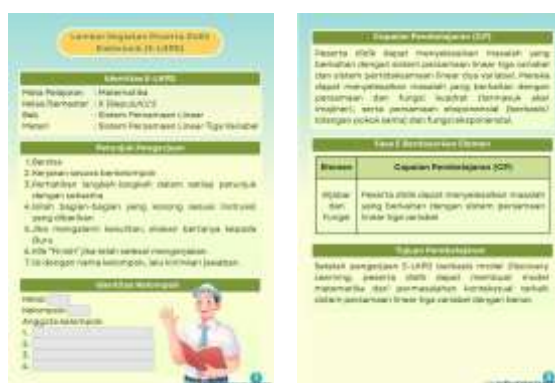 Lembar Kegiatan Peserta Didik
Elektronik (E-LKPD)
Identitas E-LKPD
Mata Pelajaran : Matematika
Kelas/Semester : X
Bab : Sistem Persamaan Linear
Materi : Sistem Persamaan Linear Tiga Variabel
Petunjuk Pengerjaan
1. Berdoa
2. Kerjakan secara berkelompok
3. Perhatikan langkah-langkah dalam setiap petunjuk
dengan seksama
4. Isilah bagian-bagian yang kosong sesuai instruksi
yang diberikan
5. Jika mengalami kesulitan, silakan bertanya kepada
Guru
6. Klik "Finish" jika telah selesai mengerjakan
7. Isi dengan nama kelompok, lalu kirimkan jawaban
Identitas Kelompok
Kelas:
Kelompok:
Anggota Kelompok:
1.
2.
3.
4.
Capaian Pembelajaran (CP)
Peserta didik dapat menyelesaikan masalah yang
berkaitan dengan sistem persamaan linear tiga variabel
dan sistem pertidaksamaan linear dua variabel. Mereka
dapat menyelesaikan masalah yang berkaitan dengan
persamaan dan fungsi kuadrat (termasuk akar
imajiner), serta persamaan eksponensial (berbasis/
bilangan pokok sama) dan fungsi eksponensial.
Fase E Berdasarkan Elemen
Elemen Capaian Pembelajaran (CP)
Aljabar dan Fungsi
Peserta didik dapat menyelesaikan masalah
yang berkaitan dengan sistem persamaan
linear tiga variabel
Tujuan Pembelajaran
Setelah pengerjaan E-LKPD berbasis model Discovery
Learning, peserta didik dapat membuat model
matematika dari permasalahan kontekstual terkait
sistem persamaan linear tiga variabel dengan benar.